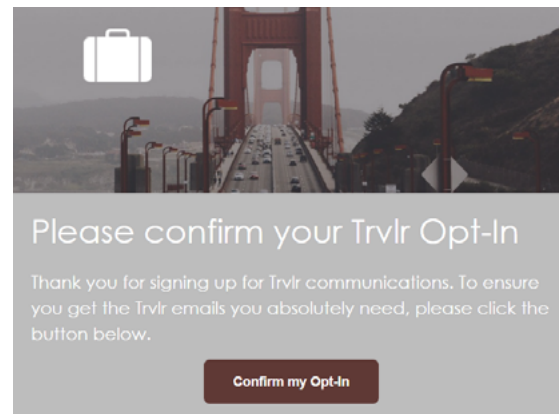 Please confirm your Trvlr Opt-In
Thank you for signing up for Trvlr communications. To ensure
you get the Trvlr emails you absolutely need, please click the
button below.
Confirm my Opt-In